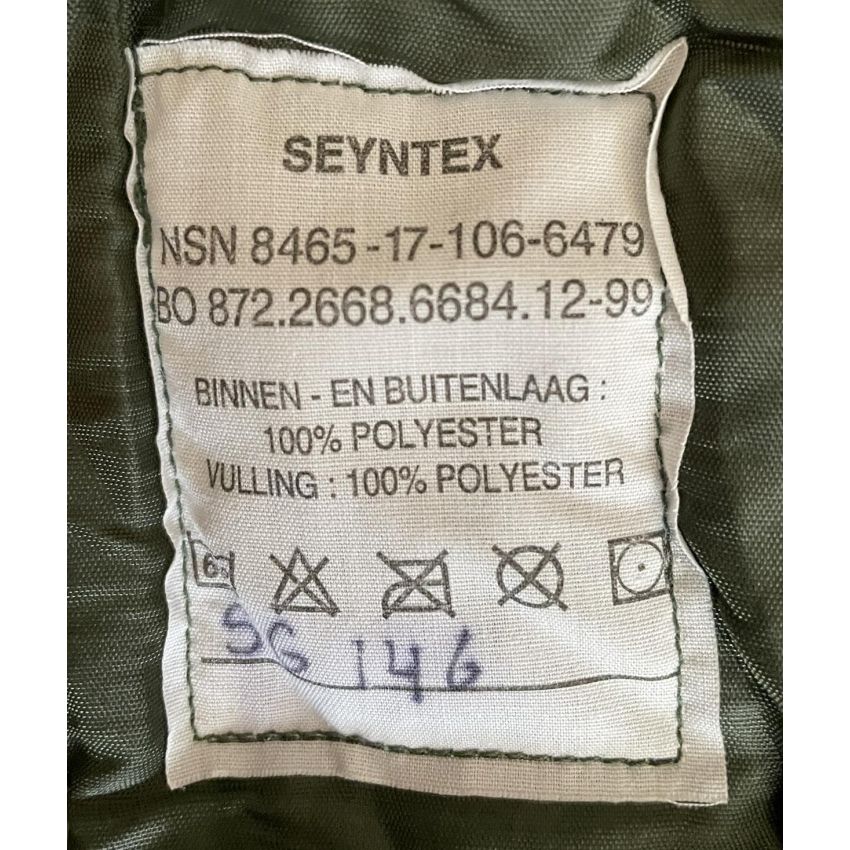 SEYNTEX
NSN 8465-17-106-6479
BO 872.2668.6684.12-99
BINNEN - EN BUITENLAAG :
100% POLYESTER
VULLING : 100% POLYESTER
SG 146